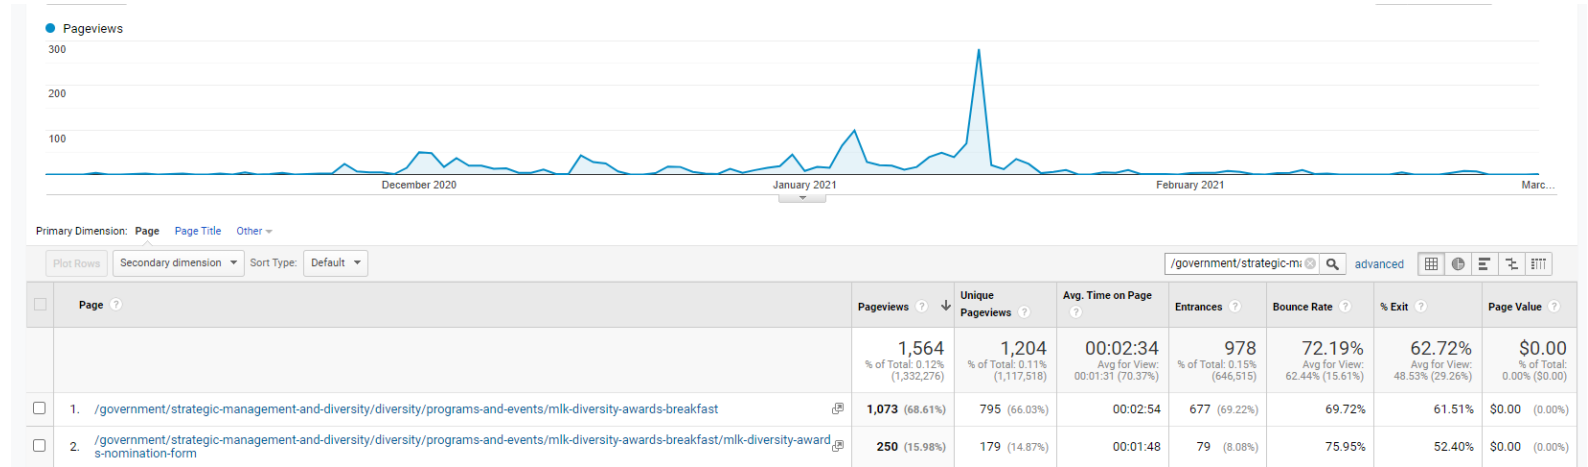 Pageviews
300
200
100
December 2020 January 2021 February 2021 Marc...
Primary Dimension: Page Page Title Other
Plot Rows Secondary dimension Sort Type: Default /government/strategic-ma advanced
Page ? Pageviews ? Unique Pageviews ? Avg. Time on Page ? Entrances ? Bounce Rate ? % Exit ? Page Value ?
1,564 1,204 00:02:34 978 72.19% 62.72% $0.00
% of Total: 0.12% % of Total: 0.11% Avg for View: % of Total: 0.15% Avg for View: Avg for View: % of Total:
(1,332,276) (1,117,518) 00:01:31 (70.37%) (646,515) 62.44% (15.61%) 48.53% (29.26%) 0.00% ($0.00)
1. /government/strategic-management-and-diversity/diversity/programs-and-events/mlk-diversity-awards-breakfast 1,073 (68.61%) 795 (66.03%) 00:02:54 677 (69.22%) 69.72% 61.51% $0.00 (0.00%)
2. /government/strategic-management-and-diversity/diversity/programs-and-events/mlk-diversity-awards-breakfast/mlk-diversity-award
s-nomination-form 250 (15.98%) 179 (14.87%) 00:01:48 79 (8.08%) 75.95% 52.40% $0.00 (0.00%)